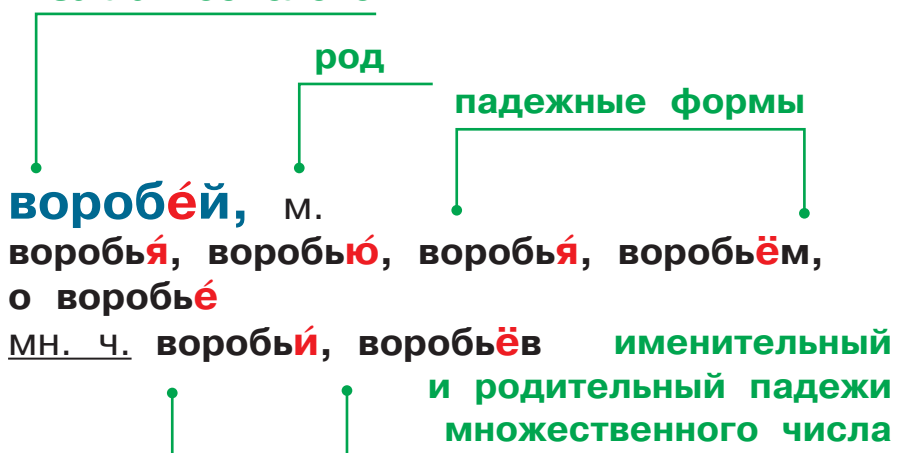 род
падежные формы
воробе́й, м.
воробья́, воробью́, воробья́, воробьём,
о воробье́
мн. ч. воробьи́, воробьёв именительный
и родительный падежи
множественного числа